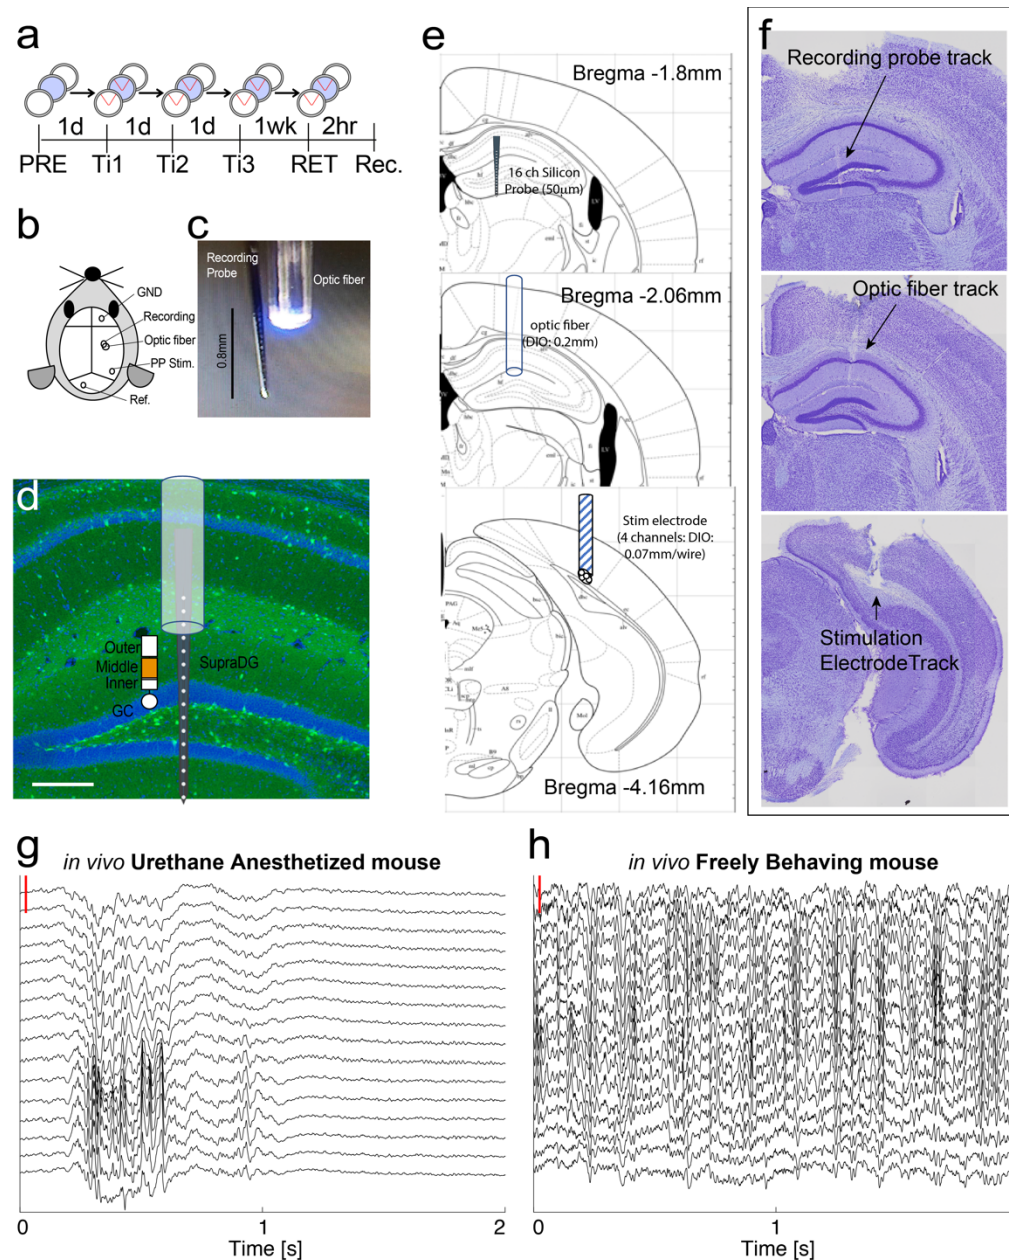 a
1d
1d
1d
1wk
2hr
PRE
Ti1
Ti2
Ti3
RET
Rec.
b
GND
Recording
Optic fiber
PP Stim.
Ref.
c
Recording
Probe
Optic fiber
0.8mm
d
Outer
Middle
Inner
GC
SupraDG
e
Bregma -1.8mm
16 ch Silicon
Probe (50μm)
LV
Bregma -2.06mm
optic fiber
(DIO: 0.2mm)
LV
Stim electrode
(4 channels: DIO:
0.07mm/wire)
PAG
Aq
Bregma -4.16mm
f
Recording probe track
Optic fiber track
Stimulation
ElectrodeTrack
g
in vivo Urethane Anesthetized mouse
0
1
2
Time [s]
h
in vivo Freely Behaving mouse
0
1
Time [s]